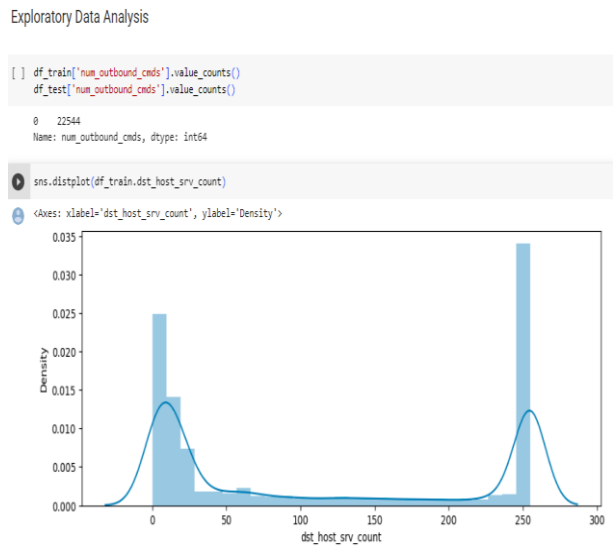 Exploratory Data Analysis
[ ] df_train['num_outbound_cmds'].value_counts()
df_test['num_outbound_cmds'].value_counts()
0 22544
Name: num_outbound_cmds, dtype: int64
sns.distplot(df_train.dst_host_srv_count)
<Axes: xlabel='dst_host_srv_count', ylabel='Density'>
0.035
0.030
0.025
0.020
0.015
0.010
0.005
0.000
Density
0 50 100 150 200 250 300
dst_host_srv_count